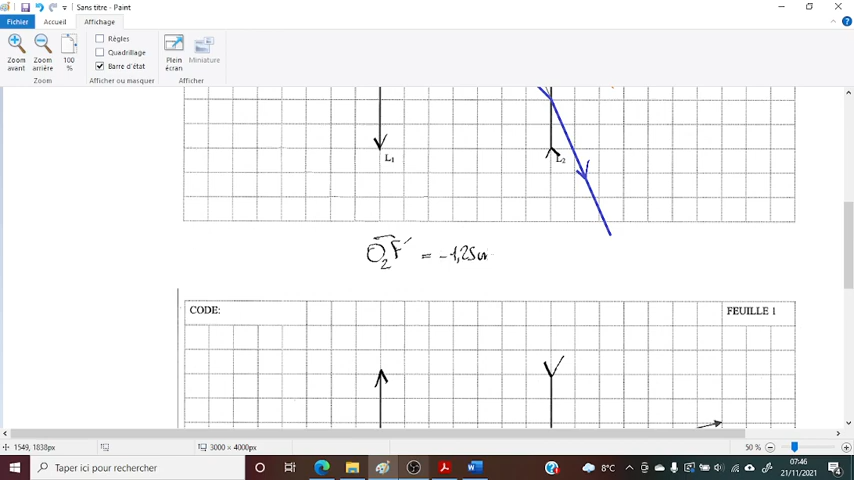 Sans titre - Paint
Fichier Accueil Affichage
Zoom avant
Zoom arrière
100 %
Zoom
Règles
Quadrillage
Barre d'état
Afficher ou masquer
Plein écran
Miniature
Afficher
L1
L2
O2F' = -1,25cm
CODE:
FEUILLE 1
1549, 1838px
3000 × 4000px
50 %
Taper ici pour rechercher
8°C
07:46
21/11/2021
4